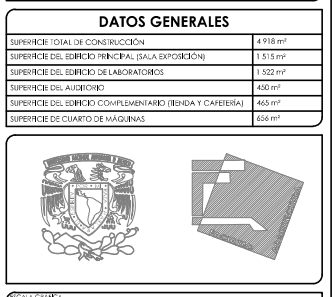 DATOS GENERALES
SUPERFICIE TOTAL DE CONSTRUCCIÓN 4 918 m²
SUPERFICIE DEL EDIFICIO PRINCIPAL (SALA EXPOSICIÓN) 1 515 m²
SUPERFICIE DEL EDIFICIO DE LABORATORIOS 1 522 m²
SUPERFICIE DEL AUDITORIO 450 m²
SUPERFICIE DEL EDIFICIO COMPLEMENTARIO (TIENDA Y CAFETERÍA) 465 m²
SUPERFICIE DE CUARTO DE MÁQUINAS 656 m²
ESCALA GRÁFICA